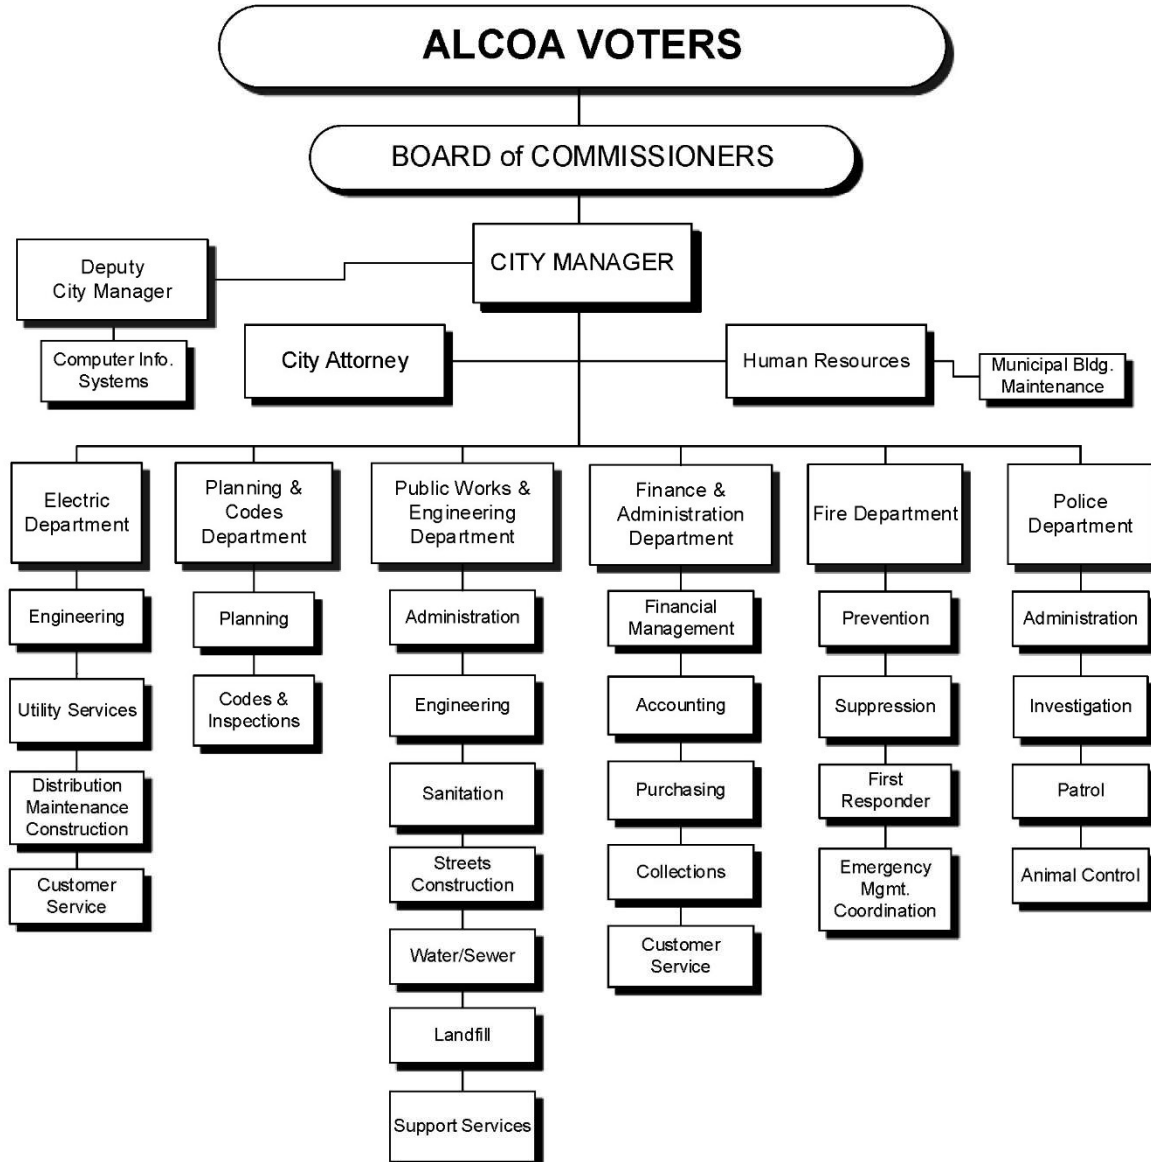 ALCOA VOTERS
BOARD of COMMISSIONERS
CITY MANAGER
Deputy
City Manager
Computer Info.
Systems
City Attorney
Human Resources
Municipal Bldg.
Maintenance
Electric
Department
Engineering
Utility Services
Distribution
Maintenance
Construction
Customer
Service
Planning &
Codes
Department
Planning
Codes &
Inspections
Public Works &
Engineering
Department
Administration
Engineering
Sanitation
Streets
Construction
Water/Sewer
Landfill
Support Services
Finance &
Administration
Department
Financial
Management
Accounting
Purchasing
Collections
Customer
Service
Fire Department
Prevention
Suppression
First
Responder
Emergency
Mgmt.
Coordination
Police
Department
Administration
Investigation
Patrol
Animal Control